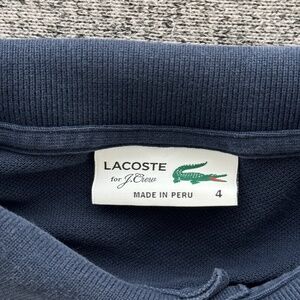 LACOSTE
for J.Crew
MADE IN PERU 4